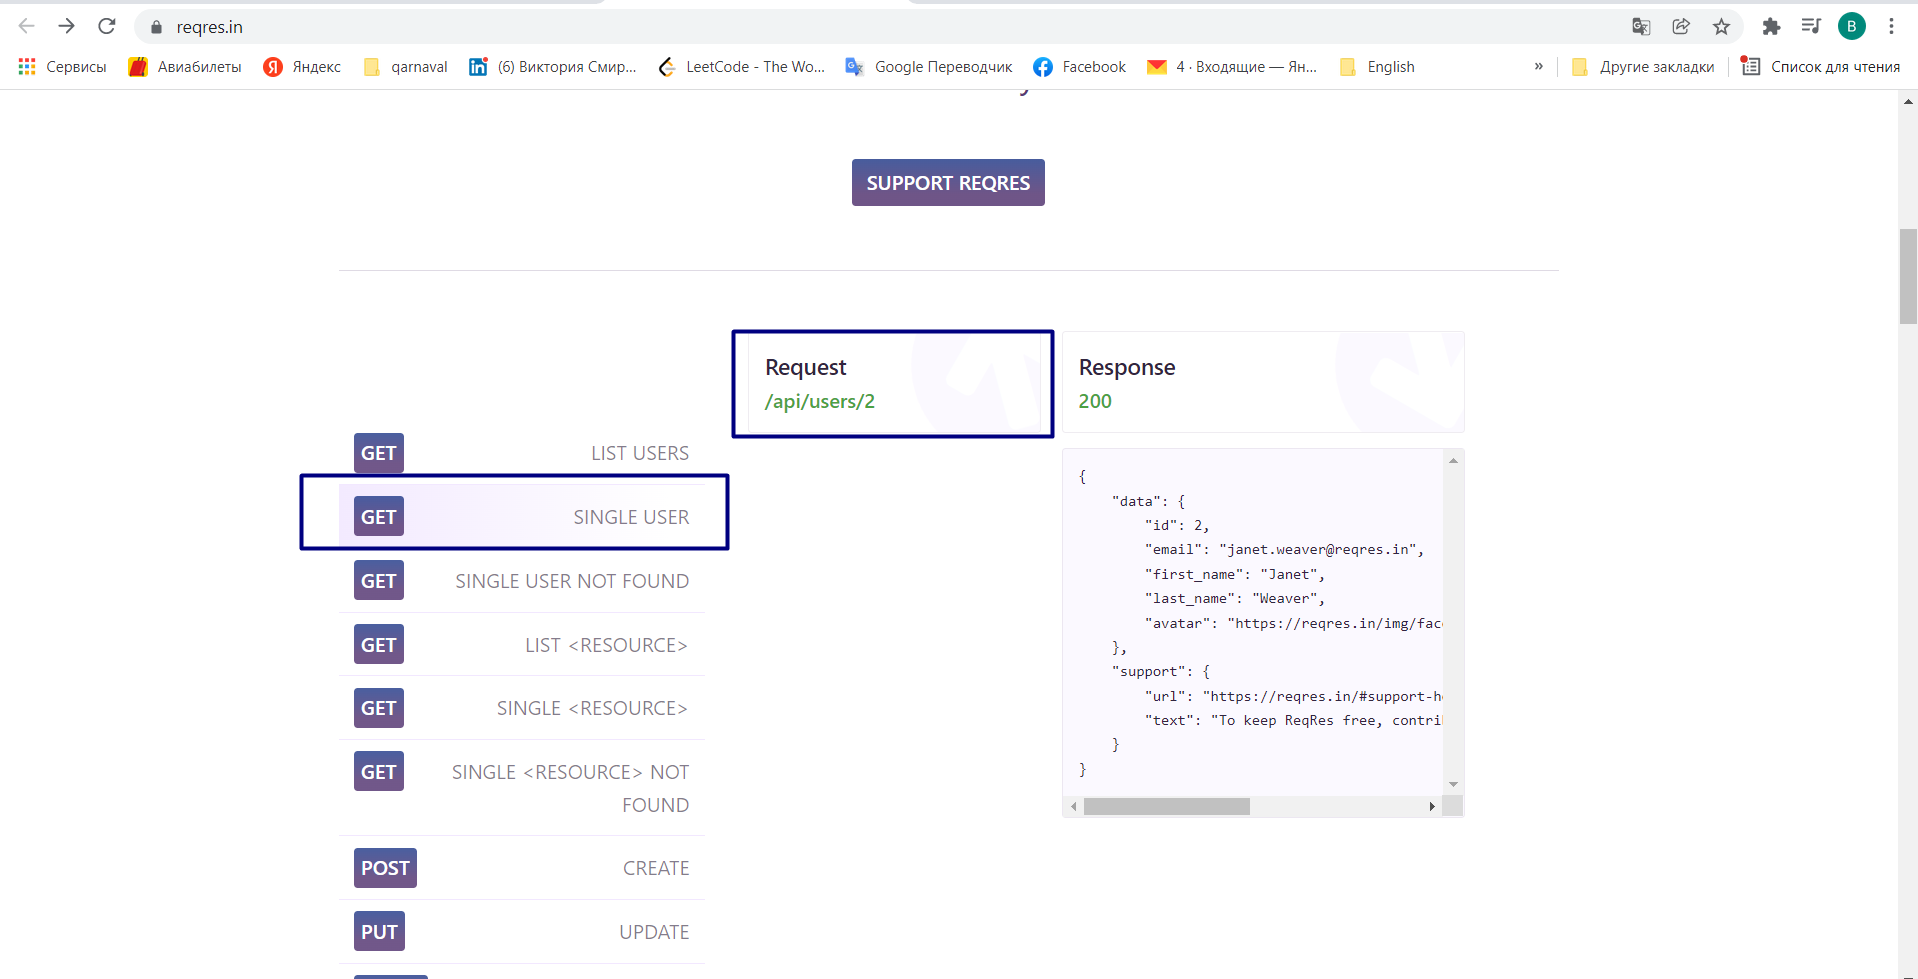 reqres.in
B
Сервисы
Авиабилеты
Яндекс
qarnaval
(6) Виктория Смир...
LeetCode - The Wo...
Google Переводчик
Facebook
4 · Входящие — Ян...
English
»
Другие закладки
Список для чтения
SUPPORT REQRES
Request
/api/users/2
Response
200
GET LIST USERS
GET SINGLE USER
GET SINGLE USER NOT FOUND
GET LIST <RESOURCE>
GET SINGLE <RESOURCE>
GET SINGLE <RESOURCE> NOT
FOUND
POST CREATE
PUT UPDATE
{
"data": {
"id": 2,
"email": "janet.weaver@reqres.in",
"first_name": "Janet",
"last_name": "Weaver",
"avatar": "https://reqres.in/img/fac
},
"support": {
"url": "https://reqres.in/#support-h
"text": "To keep ReqRes free, contri
}
}